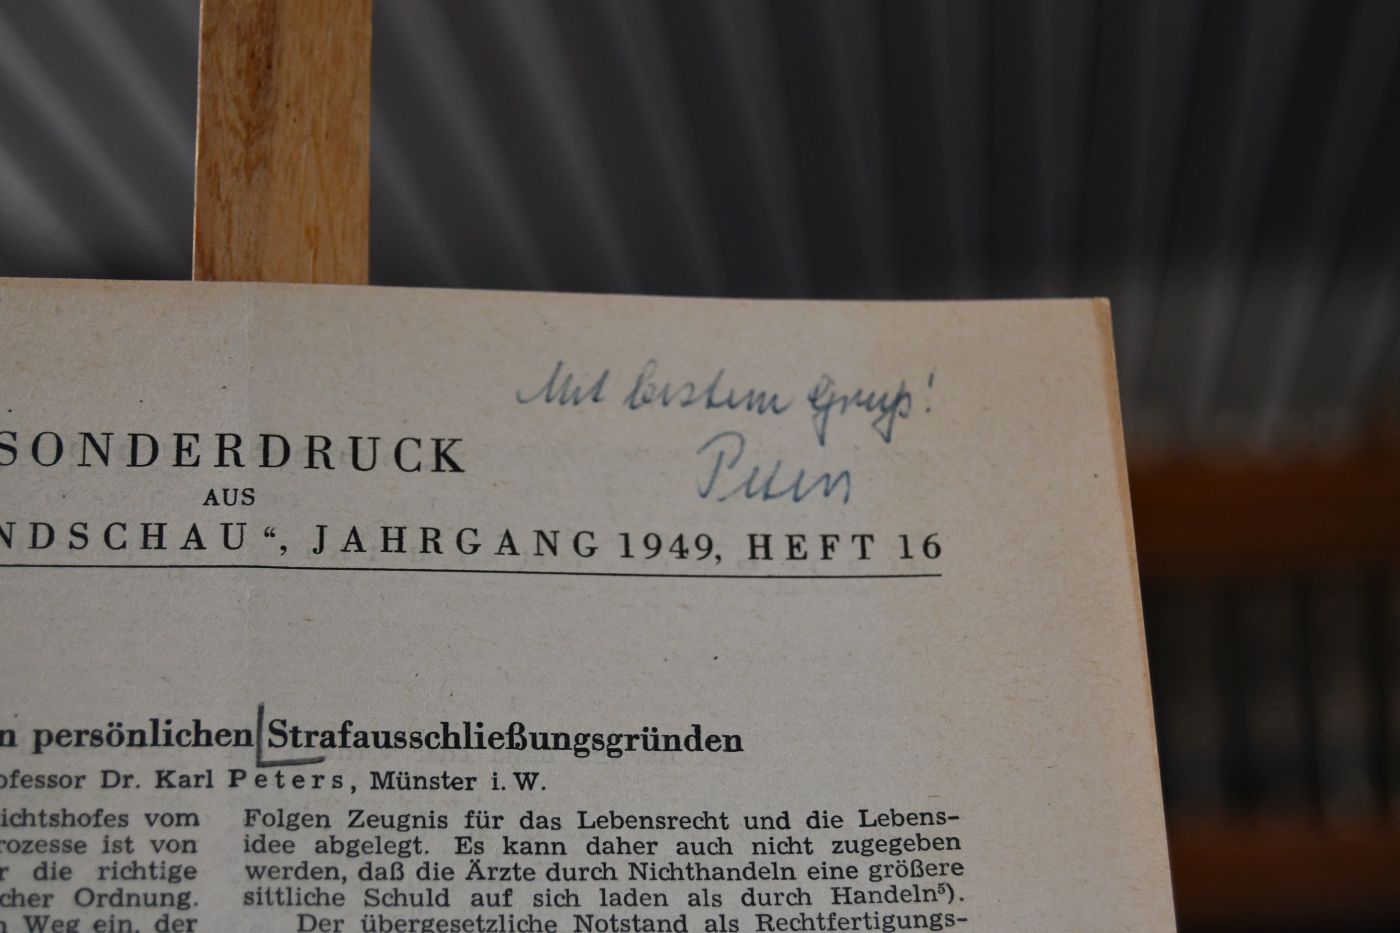 Mit bestem Gruß!
Peters
SONDERDRUCK
AUS
NDSCHAU“, JAHRGANG 1949, HEFT 16
n persönlichen Strafausschließungsgründen
ofessor Dr. Karl Peters, Münster i. W.
ichtshofes vom
rozesse ist von
r die richtige
cher Ordnung.
n Weg ein, der
Folgen Zeugnis für das Lebensrecht und die Lebens-
idee abgelegt. Es kann daher auch nicht zugegeben
werden, daß die Ärzte durch Nichthandeln eine größere
sittliche Schuld auf sich laden als durch Handeln⁵).
Der übergesetzliche Notstand als Rechtfertigungs-